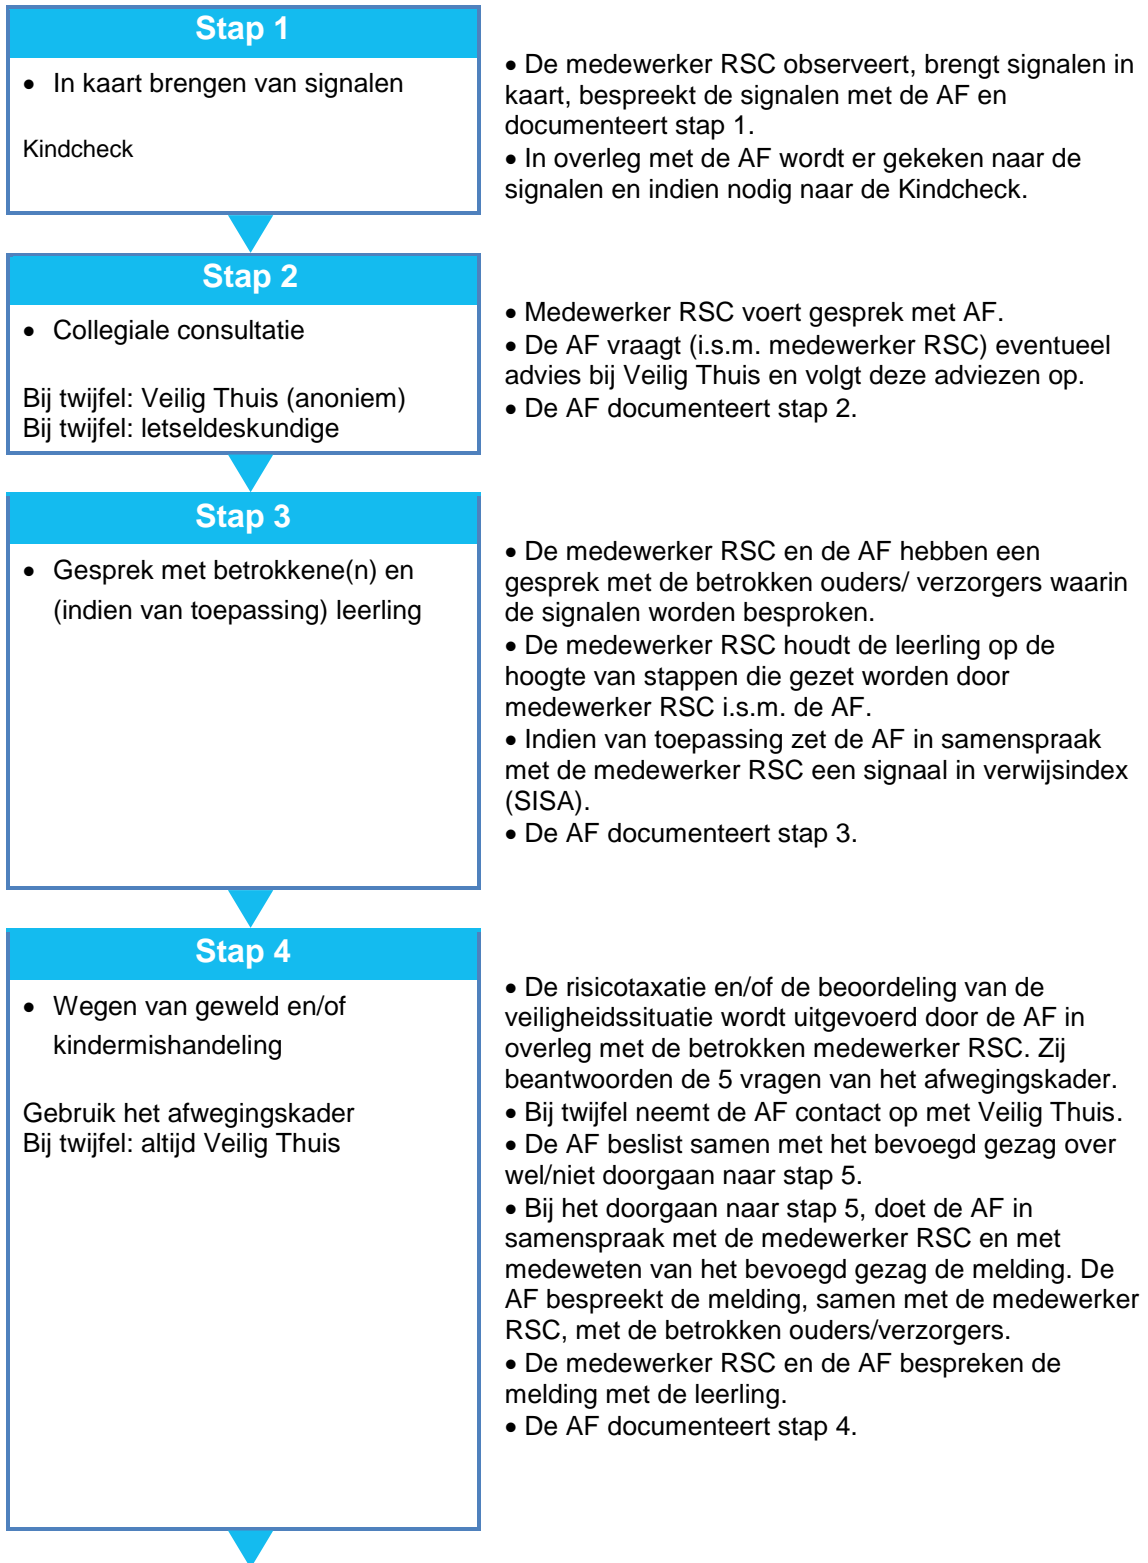 Stap 1
• In kaart brengen van signalen
Kindcheck
• De medewerker RSC observeert, brengt signalen in
kaart, bespreekt de signalen met de AF en
documenteert stap 1.
• In overleg met de AF wordt er gekeken naar de
signalen en indien nodig naar de Kindcheck.
Stap 2
• Collegiale consultatie
Bij twijfel: Veilig Thuis (anoniem)
Bij twijfel: letseldeskundige
• Medewerker RSC voert gesprek met AF.
• De AF vraagt (i.s.m. medewerker RSC) eventueel
advies bij Veilig Thuis en volgt deze adviezen op.
• De AF documenteert stap 2.
Stap 3
• Gesprek met betrokkene(n) en
(indien van toepassing) leerling
• De medewerker RSC en de AF hebben een
gesprek met de betrokken ouders/ verzorgers waarin
de signalen worden besproken.
• De medewerker RSC houdt de leerling op de
hoogte van stappen die gezet worden door
medewerker RSC i.s.m. de AF.
• Indien van toepassing zet de AF in samenspraak
met de medewerker RSC een signaal in verwijsindex
(SISA).
• De AF documenteert stap 3.
Stap 4
• Wegen van geweld en/of
kindermishandeling
Gebruik het afwegingskader
Bij twijfel: altijd Veilig Thuis
• De risicotaxatie en/of de beoordeling van de
veiligheidssituatie wordt uitgevoerd door de AF in
overleg met de betrokken medewerker RSC. Zij
beantwoorden de 5 vragen van het afwegingskader.
• Bij twijfel neemt de AF contact op met Veilig Thuis.
• De AF beslist samen met het bevoegd gezag over
wel/niet doorgaan naar stap 5.
• Bij het doorgaan naar stap 5, doet de AF in
samenspraak met de medewerker RSC en met
medeweten van het bevoegd gezag de melding. De
AF bespreekt de melding, samen met de medewerker
RSC, met de betrokken ouders/verzorgers.
• De medewerker RSC en de AF bespreken de
melding met de leerling.
• De AF documenteert stap 4.